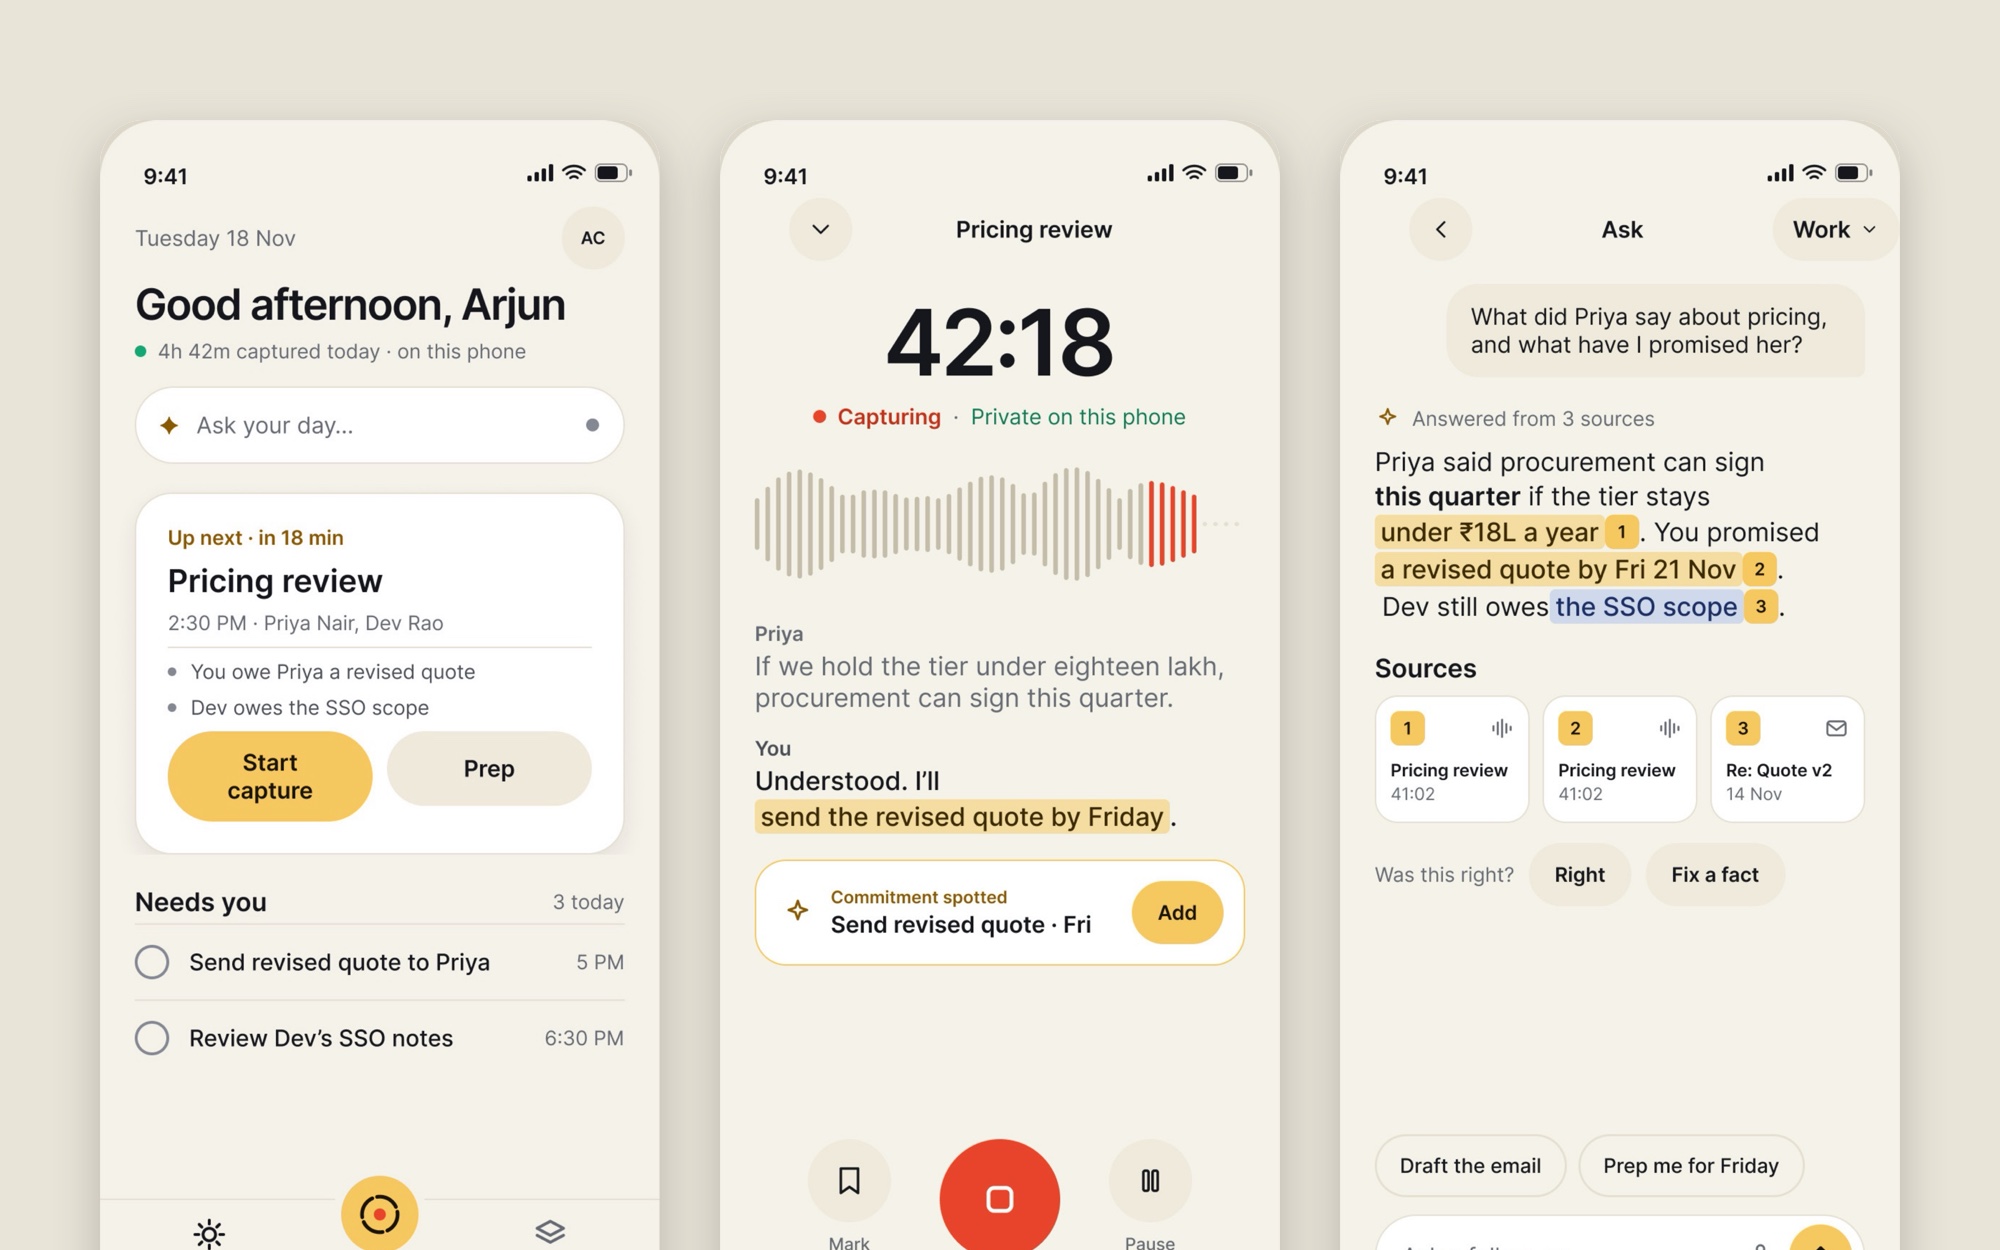 9:41
Tuesday 18 Nov
AC
Good afternoon, Arjun
4h 42m captured today · on this phone
Ask your day...
Up next · in 18 min
Pricing review
2:30 PM · Priya Nair, Dev Rao
You owe Priya a revised quote
Dev owes the SSO scope
Start
capture
Prep
Needs you
3 today
Send revised quote to Priya
5 PM
Review Dev’s SSO notes
6:30 PM
9:41
Pricing review
42:18
Capturing · Private on this phone
Priya
If we hold the tier under eighteen lakh,
procurement can sign this quarter.
You
Understood. I’ll
send the revised quote by Friday.
Commitment spotted
Send revised quote · Fri
Add
Mark
Pause
9:41
Ask
Work
What did Priya say about pricing,
and what have I promised her?
Answered from 3 sources
Priya said procurement can sign
this quarter if the tier stays
under ₹18L a year 1. You promised
a revised quote by Fri 21 Nov 2.
Dev still owes the SSO scope 3.
Sources
1
Pricing review
41:02
2
Pricing review
41:02
3
Re: Quote v2
14 Nov
Was this right?
Right
Fix a fact
Draft the email
Prep me for Friday